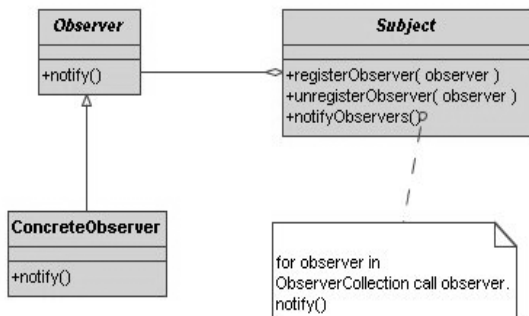 Observer
+notify()
Subject
+registerObserver( observer )
+unregisterObserver( observer )
+notifyObservers()
ConcreteObserver
+notify()
for observer in
ObserverCollection call observer.
notify()